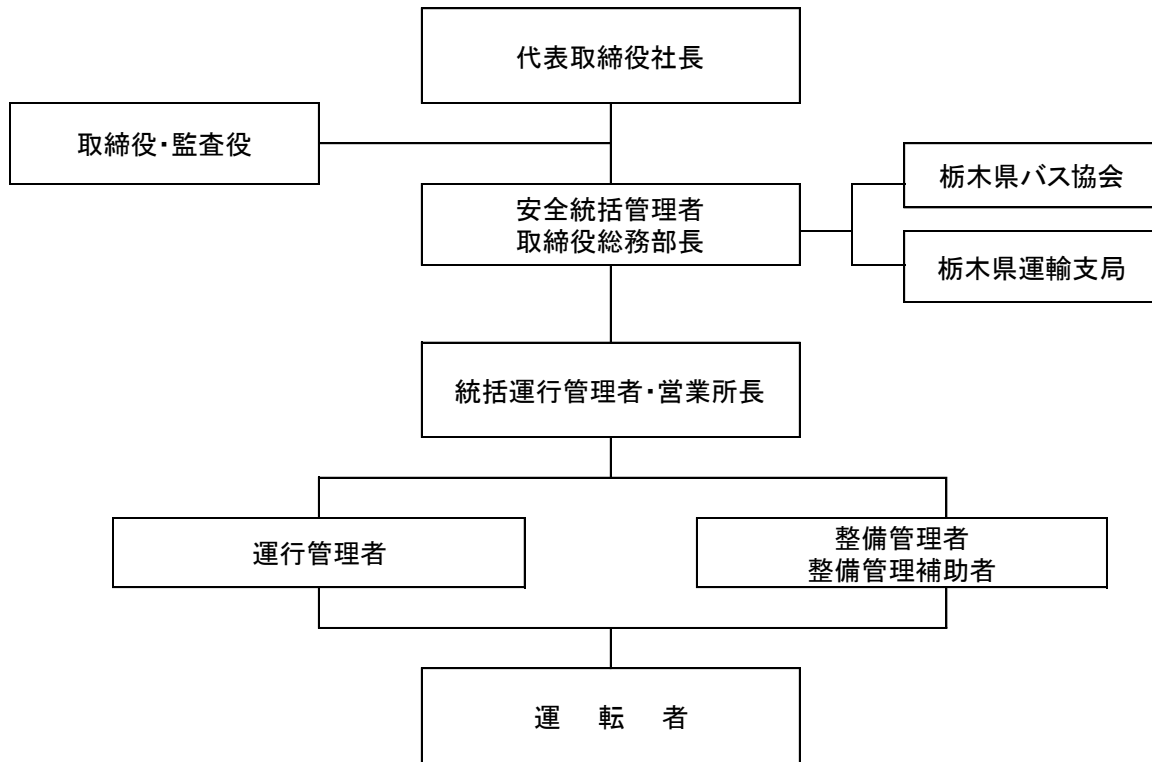 代表取締役社長
取締役・監査役
栃木県バス協会
安全統括管理者
取締役総務部長
栃木県運輸支局
統括運行管理者・営業所長
運行管理者
整備管理者
整備管理補助者
運　転　者